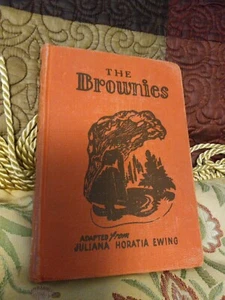 THE
Brownies
ADAPTED from
JULIANA HORATIA EWING